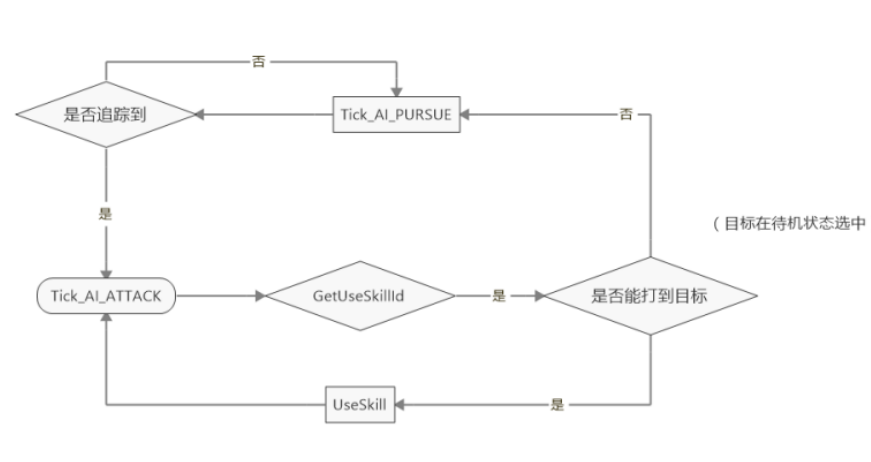 否
是否追踪到
Tick_AI_PURSUE
否
是
(目标在待机状态选中
Tick_AI_ATTACK
GetUseSkillId
是
是否能打到目标
UseSkill
是